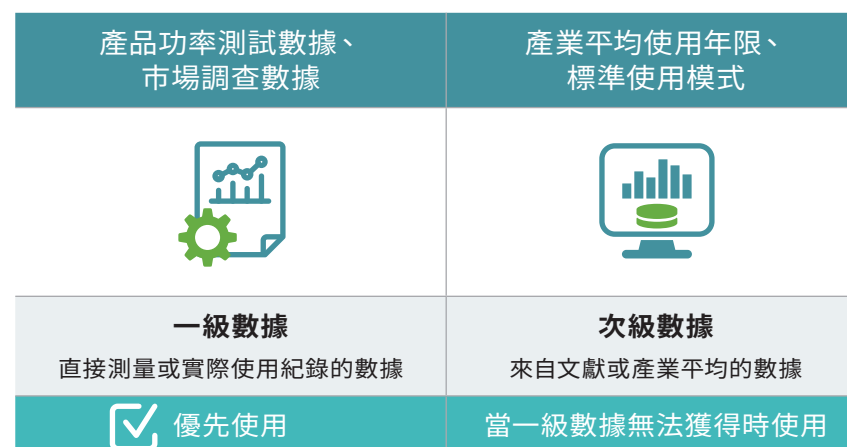 產品功率測試數據、
市場調查數據
產業平均使用年限、
標準使用模式
一級數據
直接測量或實際使用紀錄的數據
次級數據
來自文獻或產業平均的數據
優先使用
當一級數據無法獲得時使用